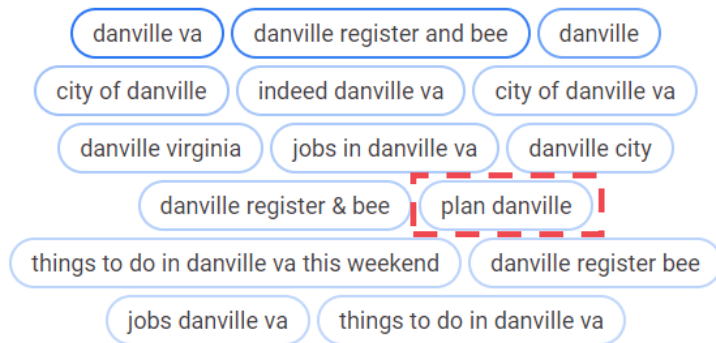 danville va danville register and bee danville
city of danville indeed danville va city of danville va
danville virginia jobs in danville va danville city
danville register & bee plan danville
things to do in danville va this weekend danville register bee
jobs danville va things to do in danville va